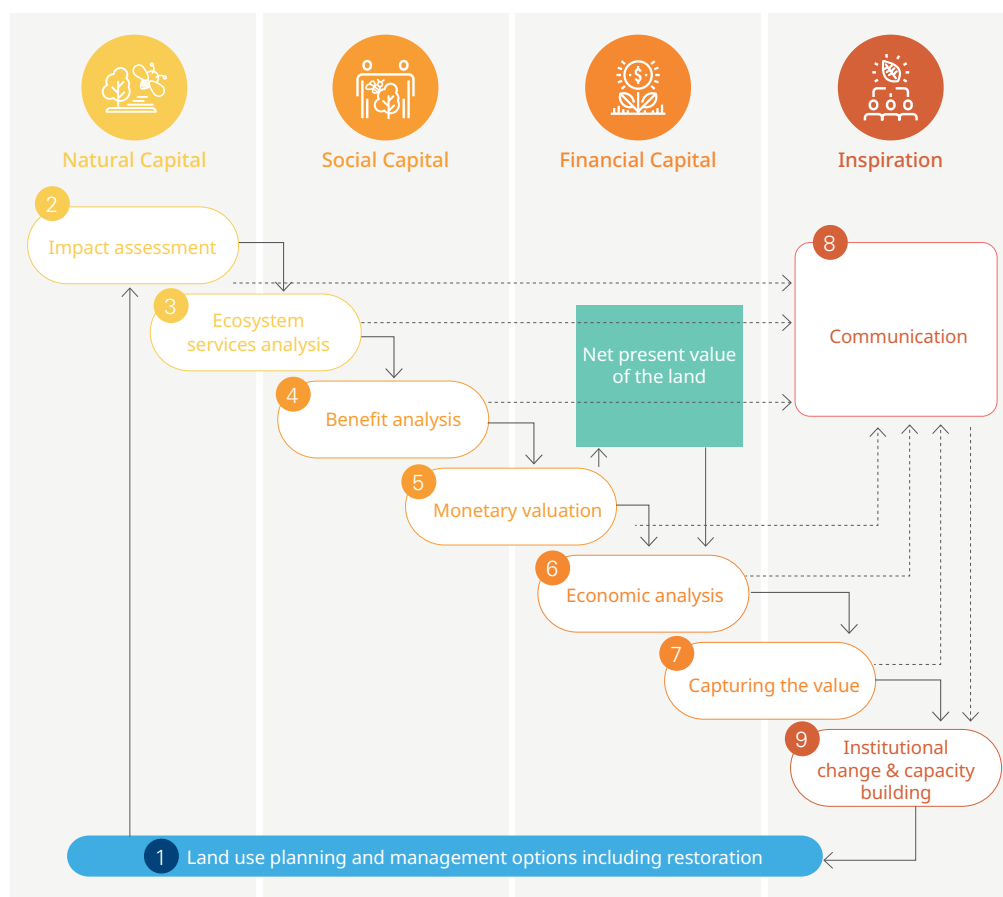 Natural Capital
Social Capital
Financial Capital
Inspiration
2
Impact assessment
8
Communication
3
Ecosystem
services analysis
Net present value
of the land
4
Benefit analysis
5
Monetary valuation
6
Economic analysis
7
Capturing the value
9
Institutional
change & capacity
building
1 Land use planning and management options including restoration